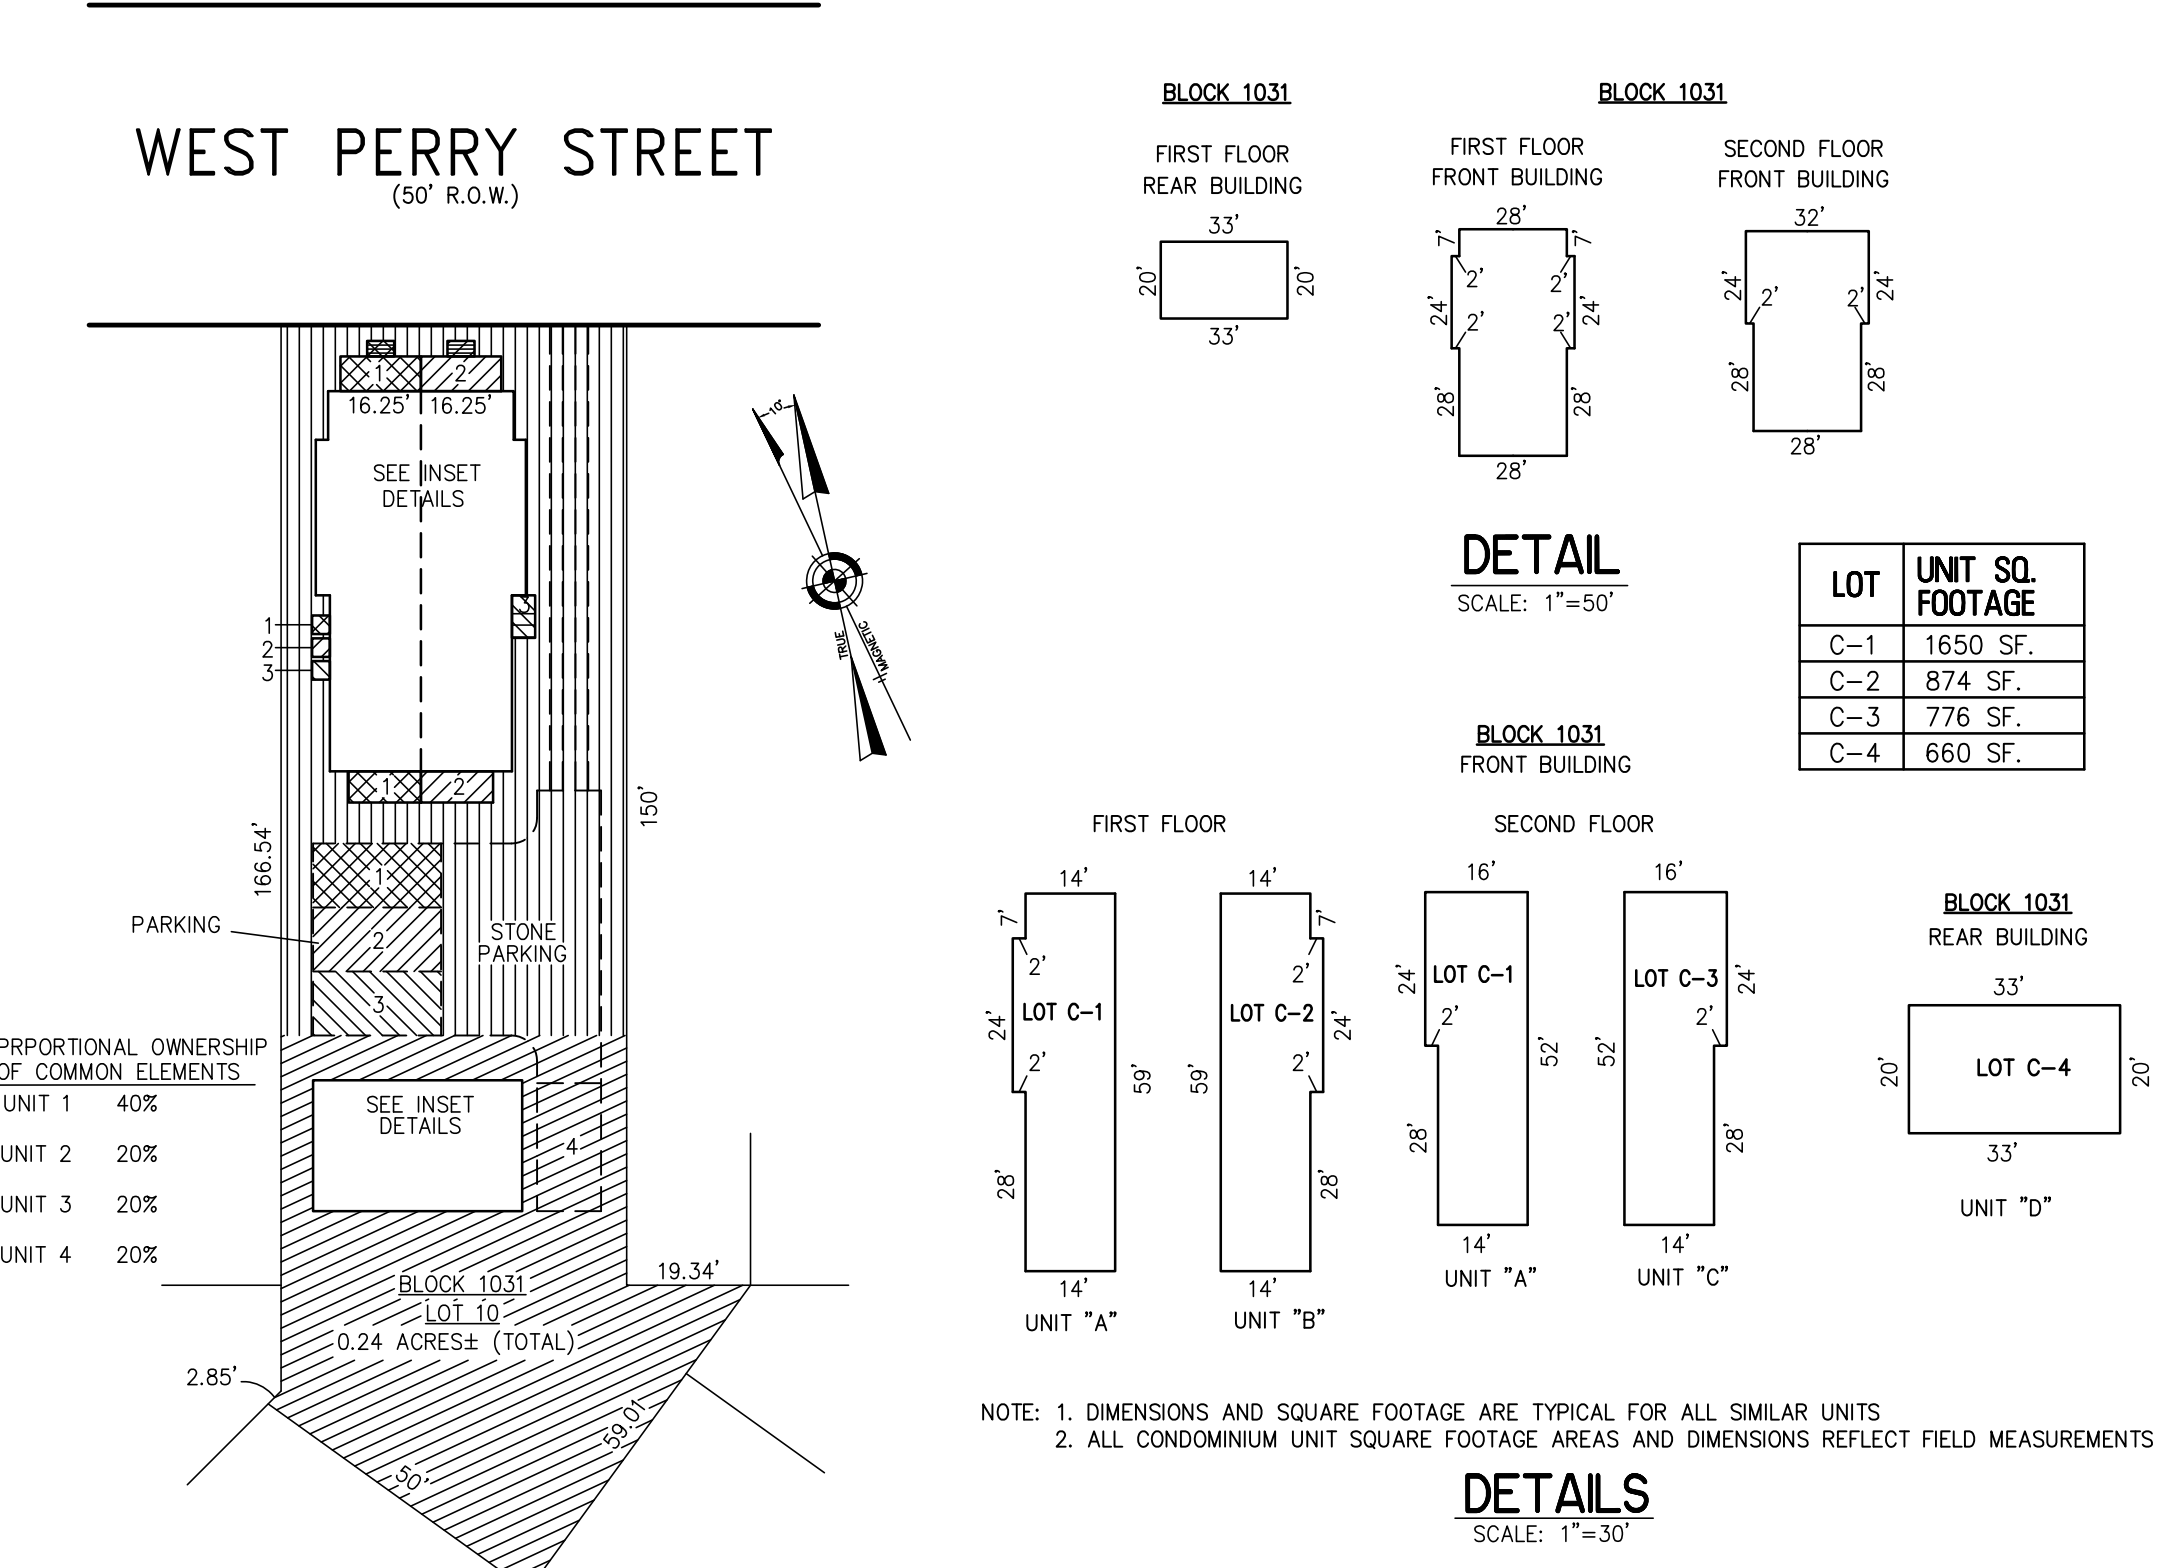 WEST PERRY STREET
(50' R.O.W.)
1
2
16.25'
16.25'
SEE INSET
DETAILS
1
2
3
3
1
2
166.54'
150'
1
2
3
PARKING
STONE
PARKING
PRPORTIONAL OWNERSHIP
OF COMMON ELEMENTS
UNIT 1 40%
UNIT 2 20%
UNIT 3 20%
UNIT 4 20%
SEE INSET
DETAILS
4
19.34'
BLOCK 1031
LOT 10
0.24 ACRES± (TOTAL)
2.85'
59.01
50'
10°
TRUE
MAGNETIC
BLOCK 1031
FIRST FLOOR
REAR BUILDING
33'
20'
20'
33'
BLOCK 1031
FIRST FLOOR
FRONT BUILDING
28'
7'
7'
2'
2'
24'
24'
2'
2'
28'
28'
28'
SECOND FLOOR
FRONT BUILDING
32'
24'
24'
2'
2'
28'
28'
28'
DETAIL
SCALE: 1"=50'
LOT UNIT SQ. FOOTAGE
C-1 1650 SF.
C-2 874 SF.
C-3 776 SF.
C-4 660 SF.
BLOCK 1031
FRONT BUILDING
FIRST FLOOR
SECOND FLOOR
14'
7'
2'
24'
LOT C-1
2'
59'
28'
14'
UNIT "A"
14'
7'
2'
LOT C-2
24'
2'
59'
28'
14'
UNIT "B"
16'
24'
LOT C-1
2'
52'
28'
14'
UNIT "A"
16'
LOT C-3
24'
2'
52'
28'
14'
UNIT "C"
BLOCK 1031
REAR BUILDING
33'
20'
LOT C-4
20'
33'
UNIT "D"
NOTE: 1. DIMENSIONS AND SQUARE FOOTAGE ARE TYPICAL FOR ALL SIMILAR UNITS
2. ALL CONDOMINIUM UNIT SQUARE FOOTAGE AREAS AND DIMENSIONS REFLECT FIELD MEASUREMENTS
DETAILS
SCALE: 1"=30'